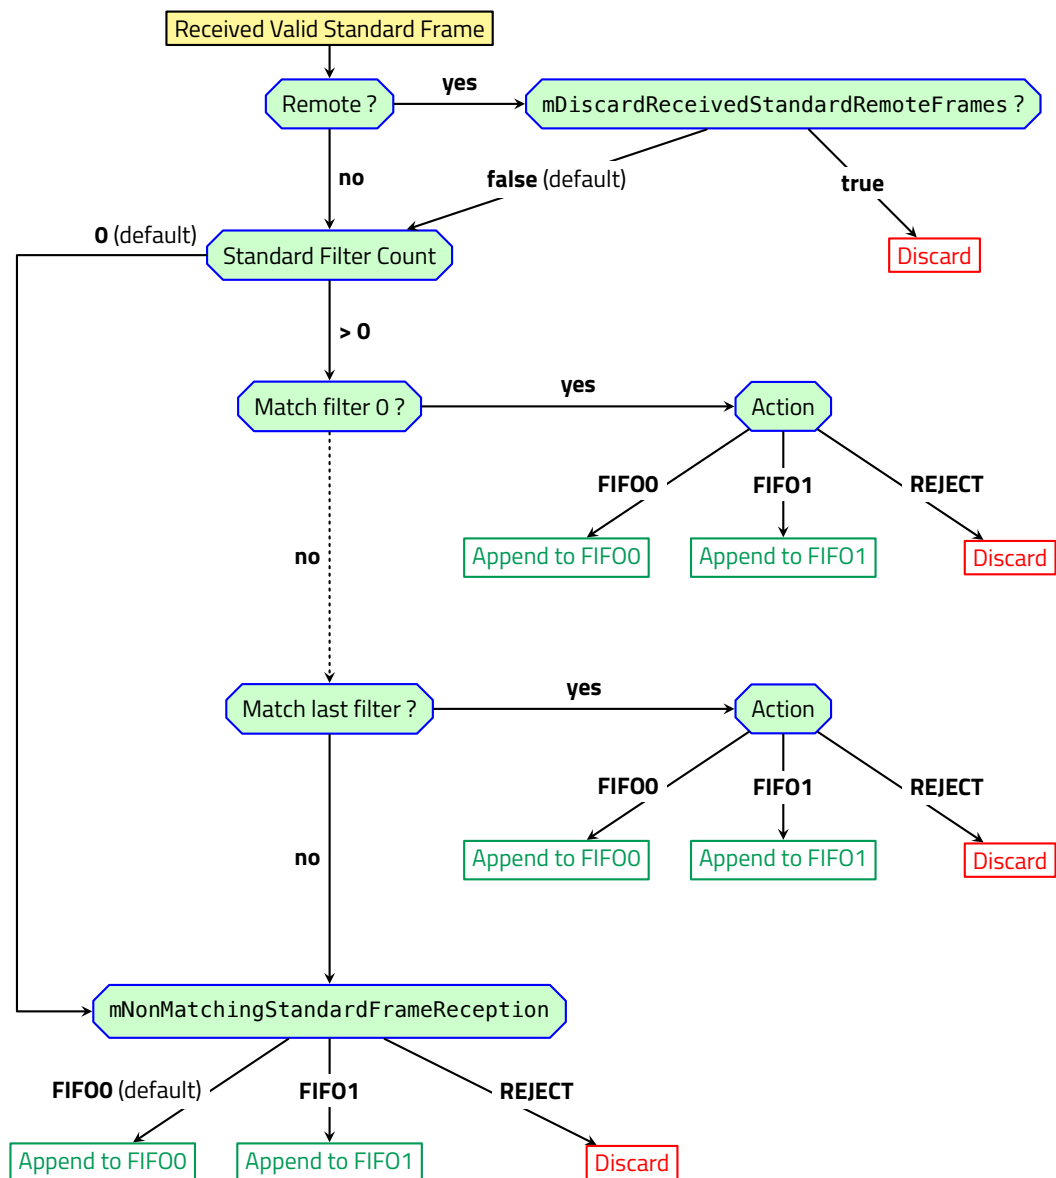 Received Valid Standard Frame
Remote ?
yes
mDiscardReceivedStandardRemoteFrames ?
no
false (default)
true
0 (default)
Standard Filter Count
Discard
> 0
Match filter 0 ?
yes
Action
FIFO0
FIFO1
REJECT
no
Append to FIFO0
Append to FIFO1
Discard
Match last filter ?
yes
Action
FIFO0
FIFO1
REJECT
no
Append to FIFO0
Append to FIFO1
Discard
mNonMatchingStandardFrameReception
FIFO0 (default)
FIFO1
REJECT
Append to FIFO0
Append to FIFO1
Discard